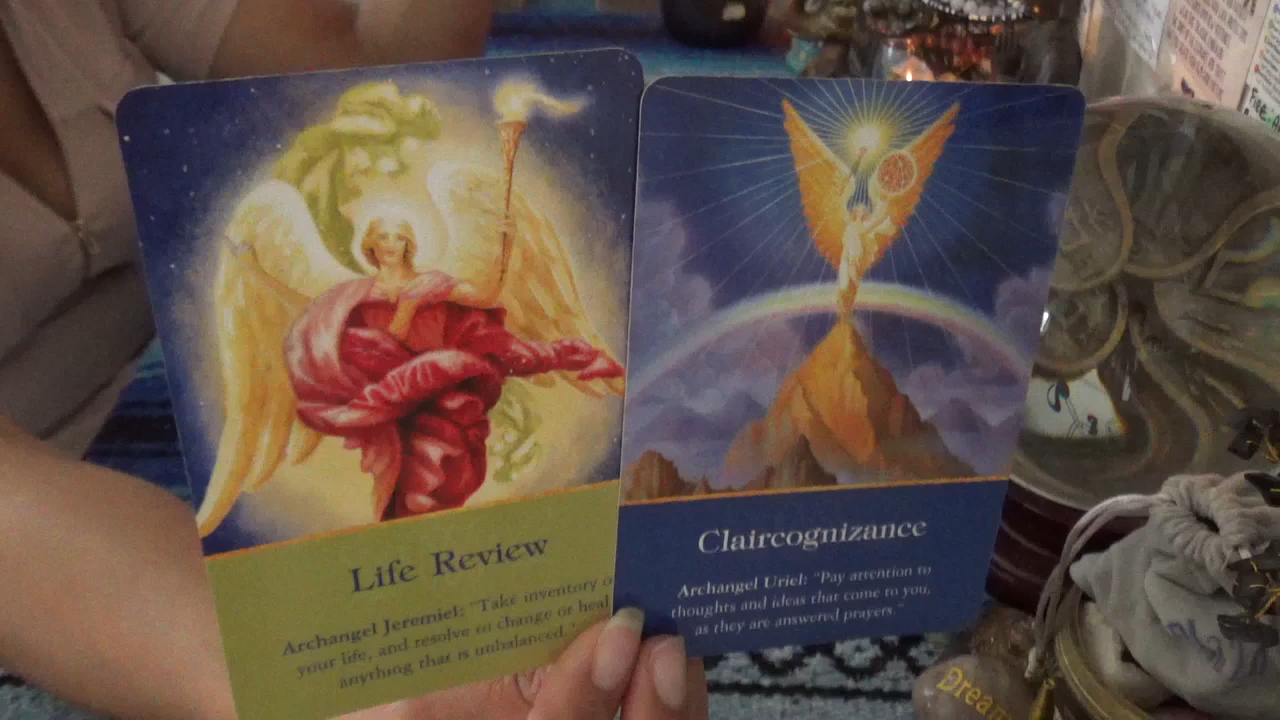 Life Review
Archangel Jeremiel: "Take inventory
your life, and resolve to change or heal
anything that is unbalanced."
Claircognizance
Archangel Uriel: "Pay attention to
thoughts and ideas that come to you,
as they are answered prayers."
Dream